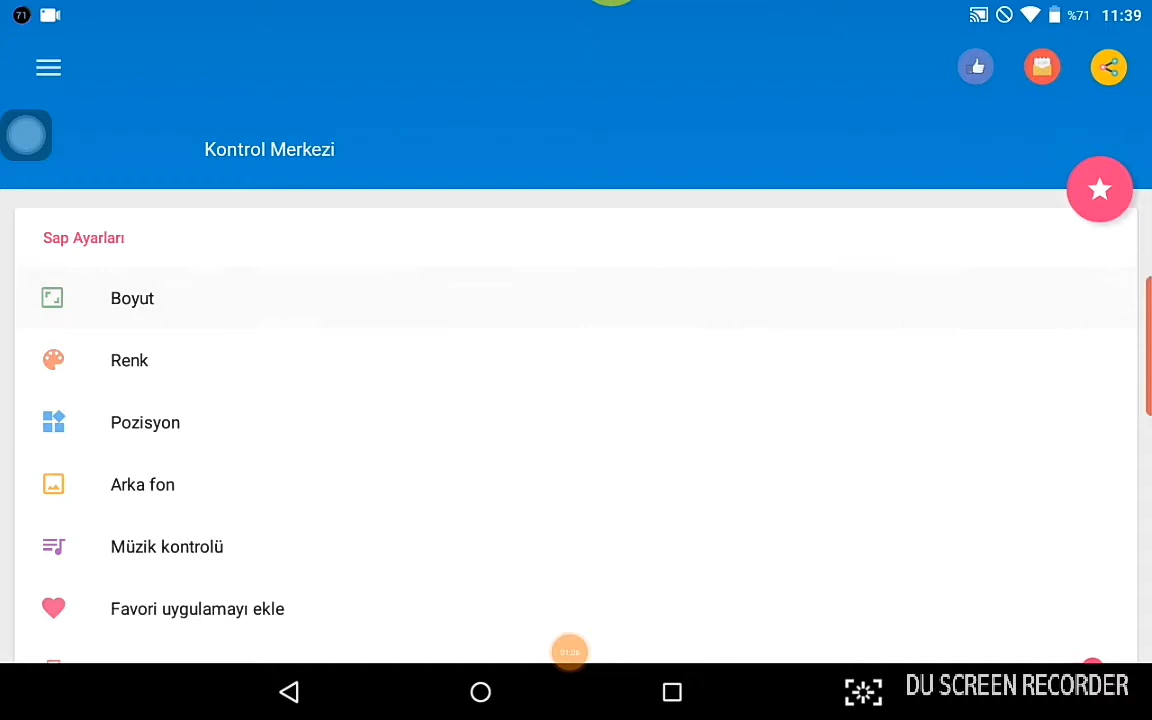 71
%71 11:39
Kontrol Merkezi
Sap Ayarları
Boyut
Renk
Pozisyon
Arka fon
Müzik kontrolü
Favori uygulamayı ekle
DU SCREEN RECORDER